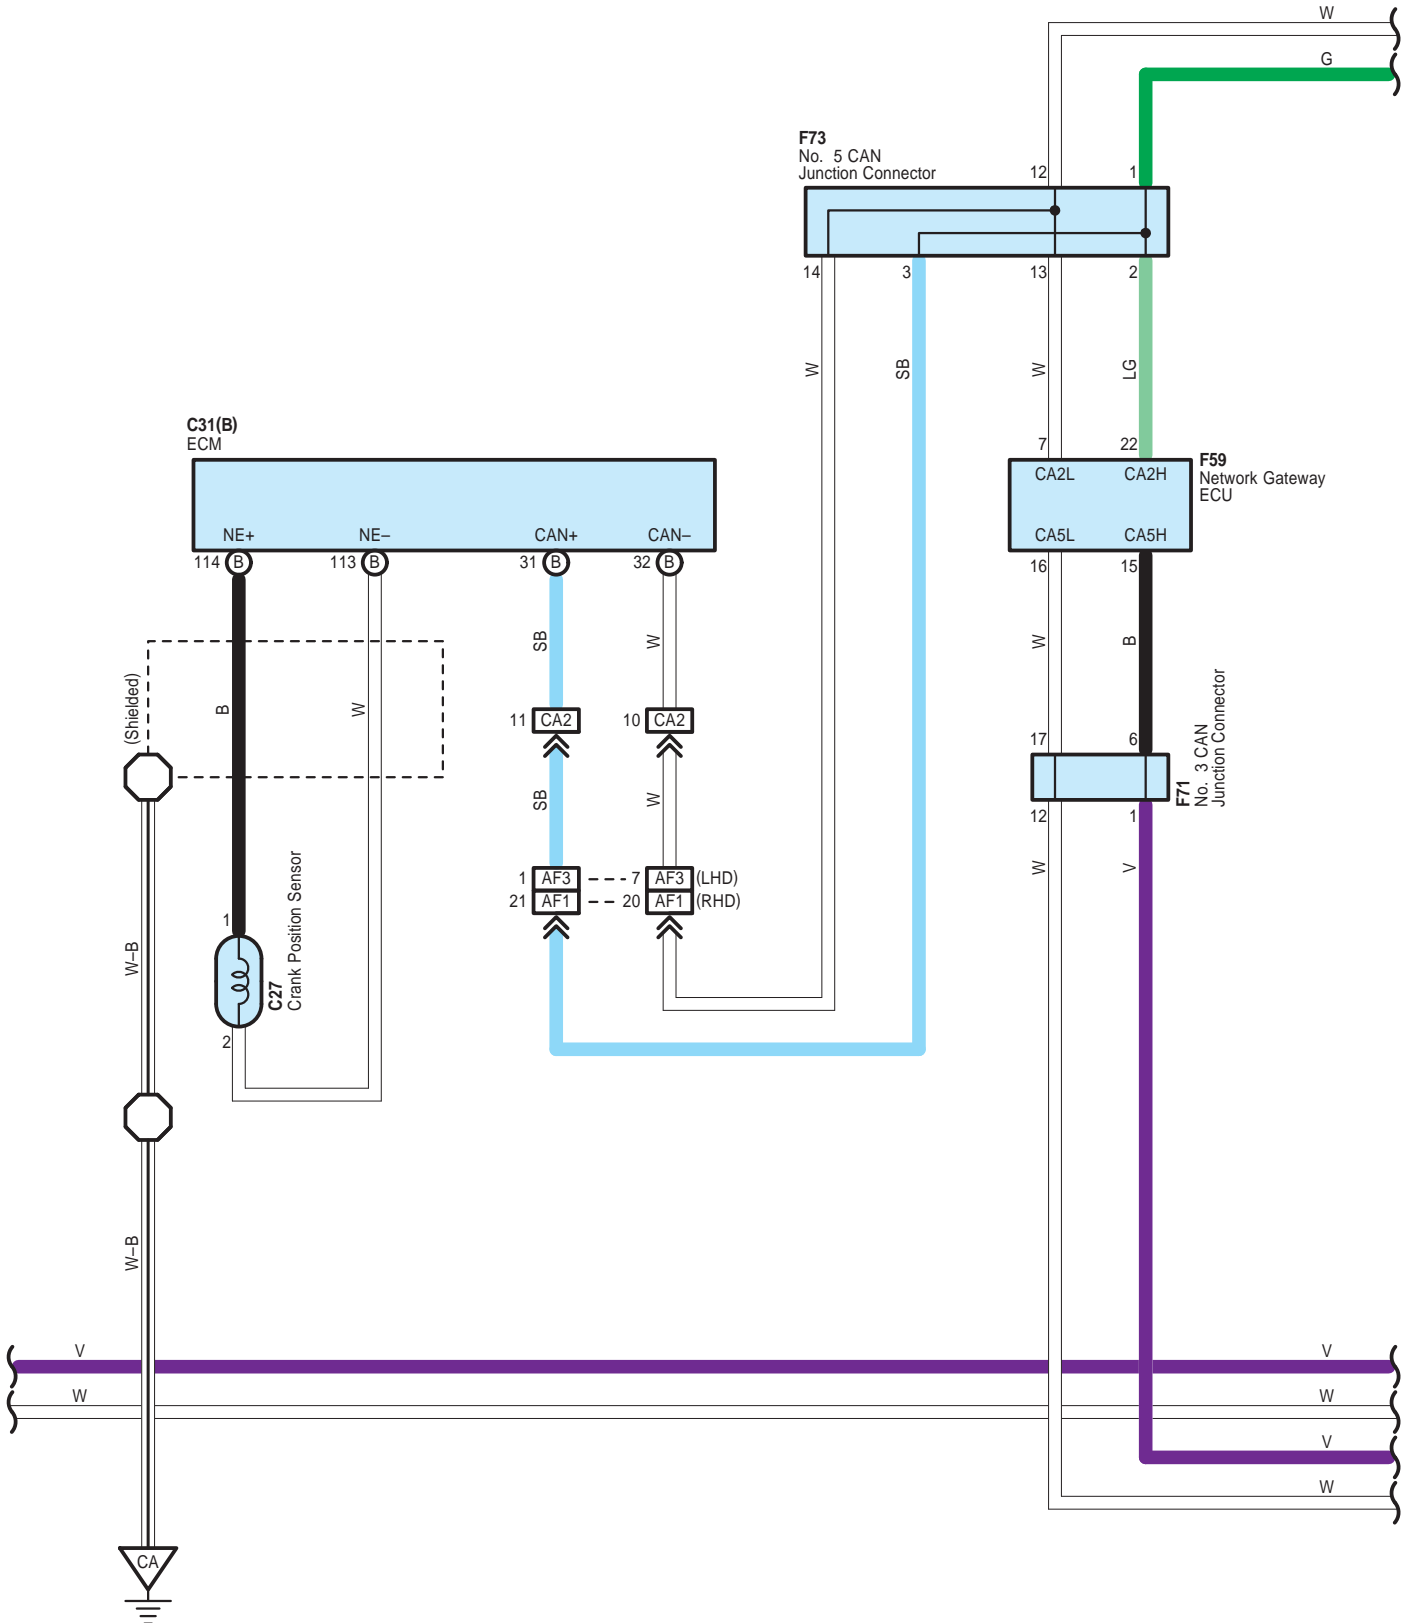 W
G
F73
No. 5 CAN
Junction Connector
12
1
14
3
13
2
W
SB
W
LG
C31(B)
ECM
7
22
CA2L
CA2H
F59
Network Gateway
ECU
NE+
NE–
CAN+
CAN–
CA5L
CA5H
114
B
113
B
31
B
32
B
16
15
(Shielded)
B
W
SB
W
W
B
11
CA2
10
CA2
17
6
F71
No. 3 CAN
Junction Connector
SB
W
12
1
W
V
1
AF3
7
AF3
(LHD)
21
AF1
20
AF1
(RHD)
1
C27
Crank Position Sensor
2
W–B
W–B
V
V
W
W
V
W
CA